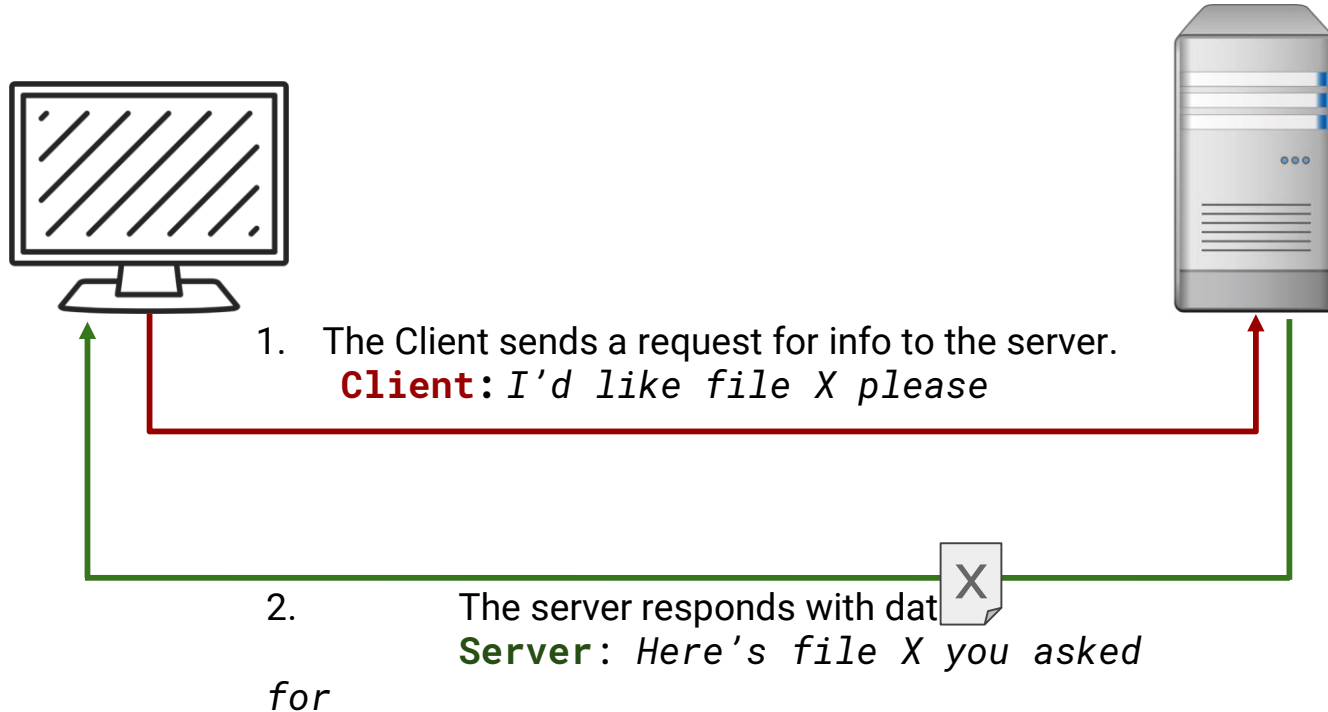 1. The Client sends a request for info to the server.
Client: I’d like file X please
X
2. The server responds with dat
Server: Here’s file X you asked
for